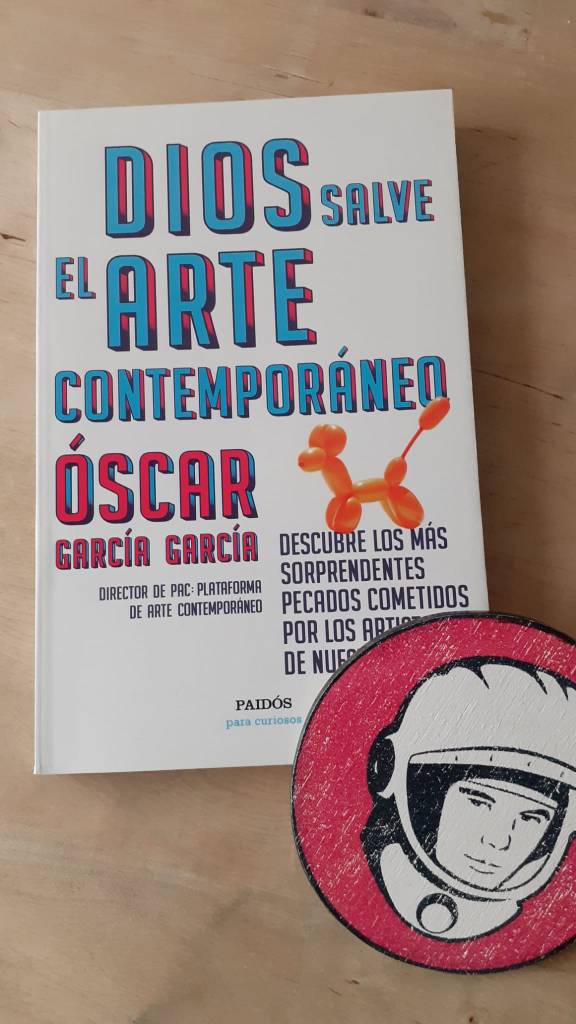 DIOS SALVE
EL ARTE
CONTEMPORÁNEO
ÓSCAR
GARCÍA GARCÍA
DIRECTOR DE PAC: PLATAFORMA
DE ARTE CONTEMPORÁNEO
DESCUBRE LOS MÁS
SORPRENDENTES
PECADOS COMETIDOS
POR LOS
DE
PAIDÓS
para curiosos